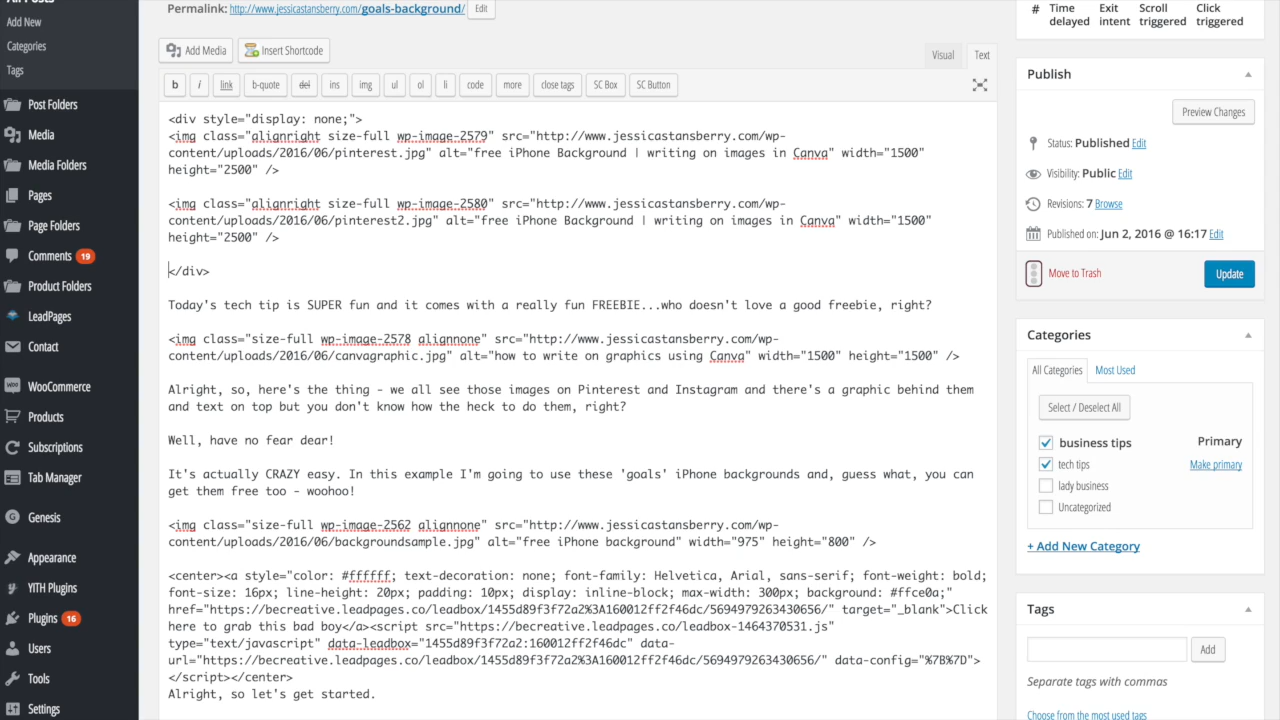 All Posts
Add New
Categories
Tags
Post Folders
Media
Media Folders
Pages
Page Folders
Comments 19
Product Folders
LeadPages
Contact
WooCommerce
Products
Subscriptions
Tab Manager
Genesis
Appearance
YITH Plugins
Plugins 16
Users
Tools
Settings
Permalink: http://www.jessicastansberry.com/goals-background/ Edit
Add Media Insert Shortcode
Visual Text
b i link b-quote del ins img ul ol li code more close tags SC Box SC Button
<div style="display: none;">
<img class="alignright size-full wp-image-2579" src="http://www.jessicastansberry.com/wp-
content/uploads/2016/06/pinterest.jpg" alt="free iPhone Background | writing on images in Canva" width="1500"
height="2500" />
<img class="alignright size-full wp-image-2580" src="http://www.jessicastansberry.com/wp-
content/uploads/2016/06/pinterest2.jpg" alt="free iPhone Background | writing on images in Canva" width="1500"
height="2500" />
</div>
Today's tech tip is SUPER fun and it comes with a really fun FREEBIE...who doesn't love a good freebie, right?
<img class="size-full wp-image-2578 alignnone" src="http://www.jessicastansberry.com/wp-
content/uploads/2016/06/canvagraphic.jpg" alt="how to write on graphics using Canva" width="1500" height="1500" />
Alright, so, here's the thing - we all see those images on Pinterest and Instagram and there's a graphic behind them
and text on top but you don't know how the heck to do them, right?
Well, have no fear dear!
It's actually CRAZY easy. In this example I'm going to use these 'goals' iPhone backgrounds and, guess what, you can
get them free too - woohoo!
<img class="size-full wp-image-2562 alignnone" src="http://www.jessicastansberry.com/wp-
content/uploads/2016/06/backgroundsample.jpg" alt="free iPhone background" width="975" height="800" />
<center><a style="color: #ffffff; text-decoration: none; font-family: Helvetica, Arial, sans-serif; font-weight: bold;
font-size: 16px; line-height: 20px; padding: 10px; display: inline-block; max-width: 300px; background: #ffce0a;"
href="https://becreative.leadpages.co/leadbox/1455d89f3f72a2%3A160012ff2f46dc/5694979263430656/" target="_blank">Click
here to grab this bad boy</a><script src="https://becreative.leadpages.co/leadbox-1464370531.js"
type="text/javascript" data-leadbox="1455d89f3f72a2:160012ff2f46dc" data-
url="https://becreative.leadpages.co/leadbox/1455d89f3f72a2%3A160012ff2f46dc/5694979263430656/" data-config="%7B%7D">
</script></center>
Alright, so let's get started.
# Time delayed Exit intent Scroll triggered Click triggered
Publish
Preview Changes
Status: Published Edit
Visibility: Public Edit
Revisions: 7 Browse
Published on: Jun 2, 2016 @ 16:17 Edit
Move to Trash Update
Categories
All Categories Most Used
Select / Deselect All
business tips Primary
tech tips Make primary
lady business
Uncategorized
+ Add New Category
Tags
Add
Separate tags with commas
Choose from the most used tags